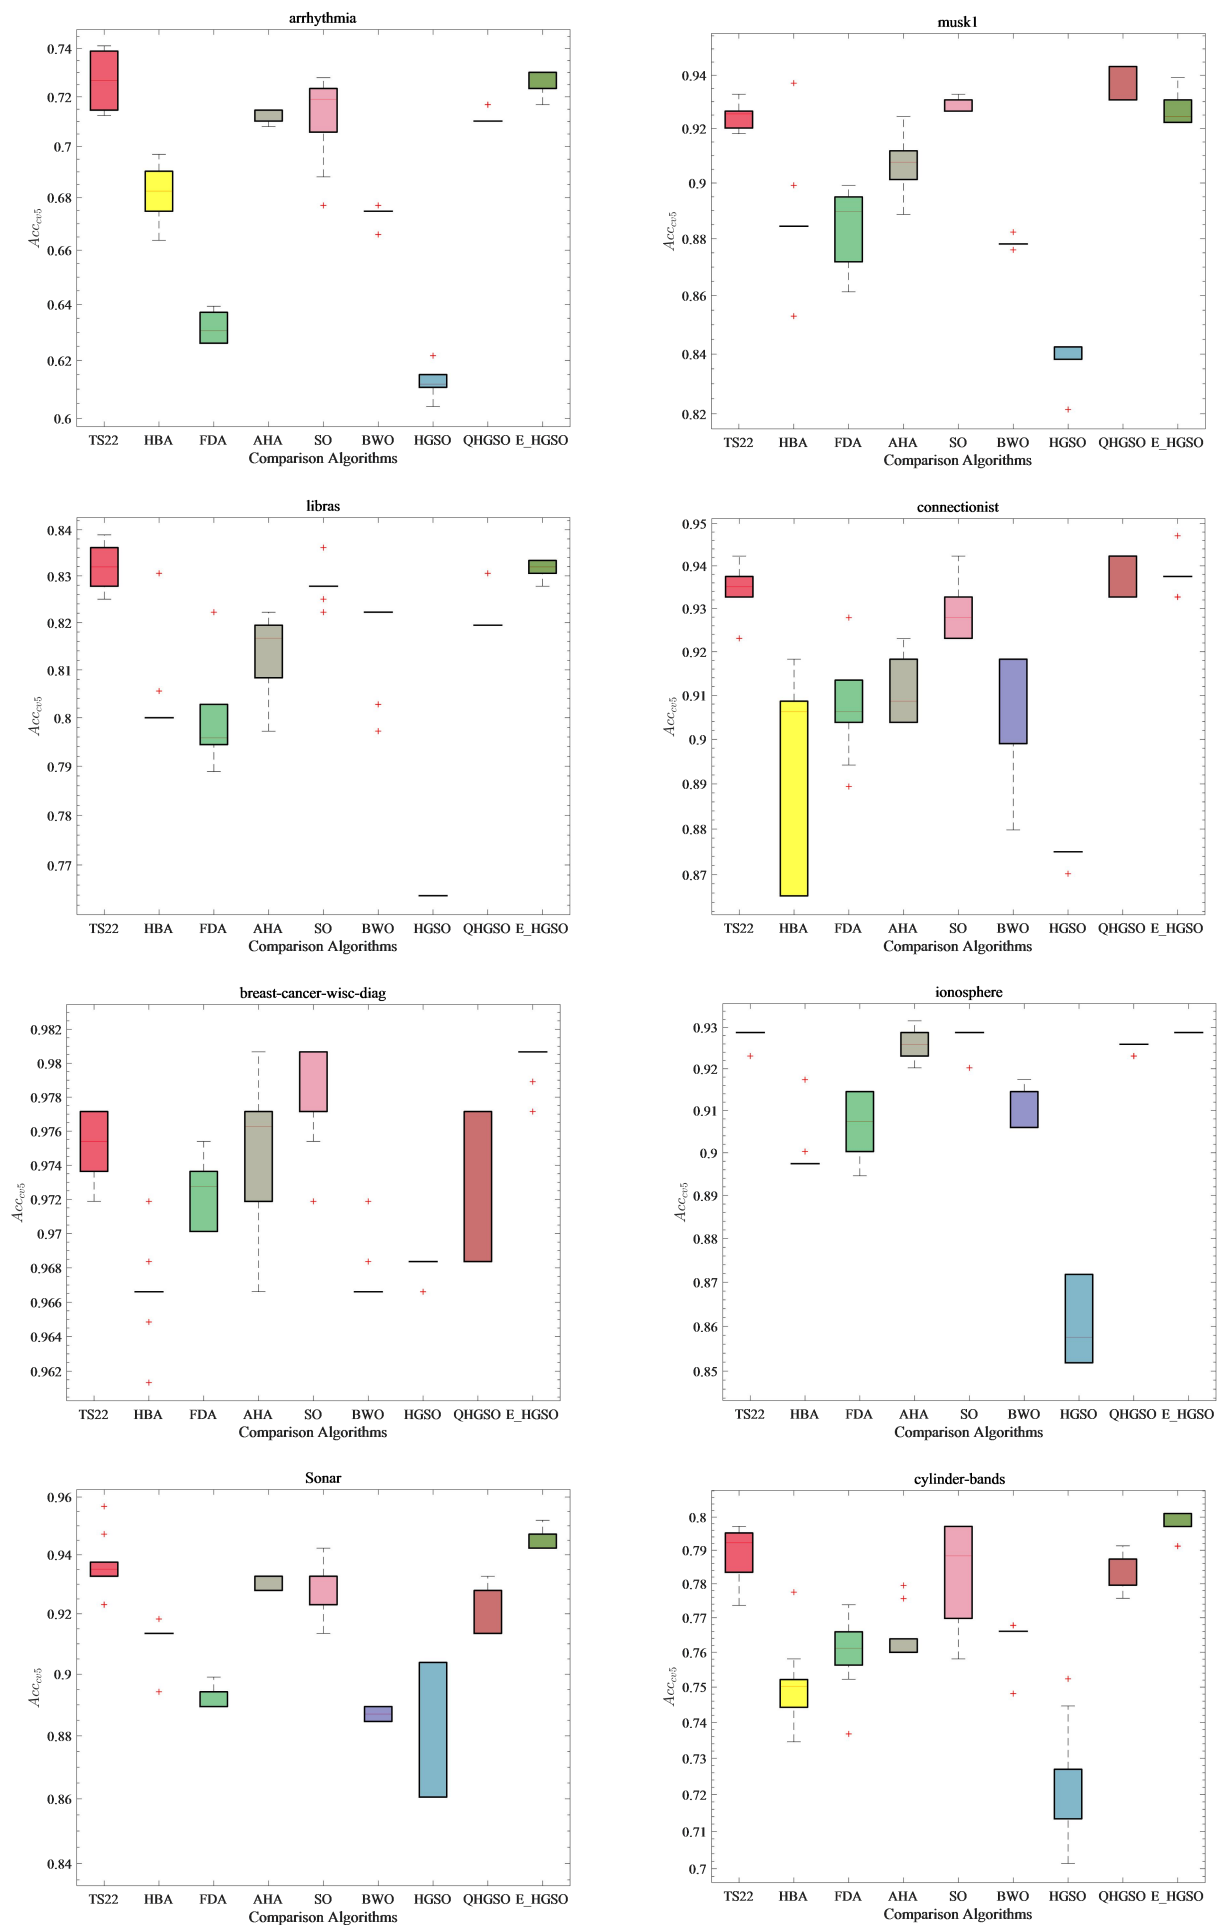 arrhythmia
0.74
0.72
0.7
0.68
0.66
0.64
0.62
0.6
Acc_cv5
TS22 HBA FDA AHA SO BWO HGSO QHGSO E_HGSO
Comparison Algorithms
musk1
0.94
0.92
0.9
0.88
0.86
0.84
0.82
Acc_cv5
TS22 HBA FDA AHA SO BWO HGSO QHGSO E_HGSO
Comparison Algorithms
libras
0.84
0.83
0.82
0.81
0.8
0.79
0.78
0.77
Acc_cv5
TS22 HBA FDA AHA SO BWO HGSO QHGSO E_HGSO
Comparison Algorithms
connectionist
0.95
0.94
0.93
0.92
0.91
0.9
0.89
0.88
0.87
Acc_cv5
TS22 HBA FDA AHA SO BWO HGSO QHGSO E_HGSO
Comparison Algorithms
breast-cancer-wisc-diag
0.982
0.98
0.978
0.976
0.974
0.972
0.97
0.968
0.966
0.964
0.962
Acc_cv5
TS22 HBA FDA AHA SO BWO HGSO QHGSO E_HGSO
Comparison Algorithms
ionosphere
0.93
0.92
0.91
0.9
0.89
0.88
0.87
0.86
0.85
Acc_cv5
TS22 HBA FDA AHA SO BWO HGSO QHGSO E_HGSO
Comparison Algorithms
Sonar
0.96
0.94
0.92
0.9
0.88
0.86
0.84
Acc_cv5
TS22 HBA FDA AHA SO BWO HGSO QHGSO E_HGSO
Comparison Algorithms
cylinder-bands
0.8
0.79
0.78
0.77
0.76
0.75
0.74
0.73
0.72
0.71
0.7
Acc_cv5
TS22 HBA FDA AHA SO BWO HGSO QHGSO E_HGSO
Comparison Algorithms